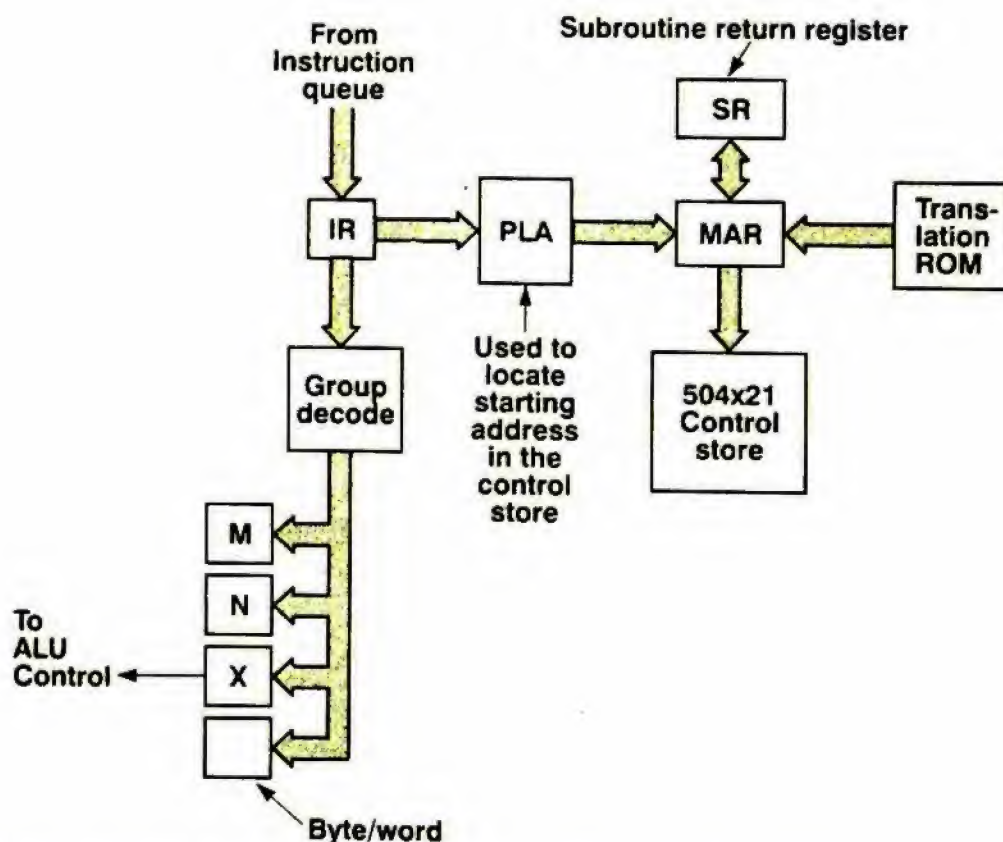 From
Instruction
queue
Subroutine return register
SR
IR
PLA
MAR
Trans-
lation
ROM
Group
decode
Used to
locate
starting
address
in the
control
store
504x21
Control
store
M
N
To
ALU
Control
X
Byte/word